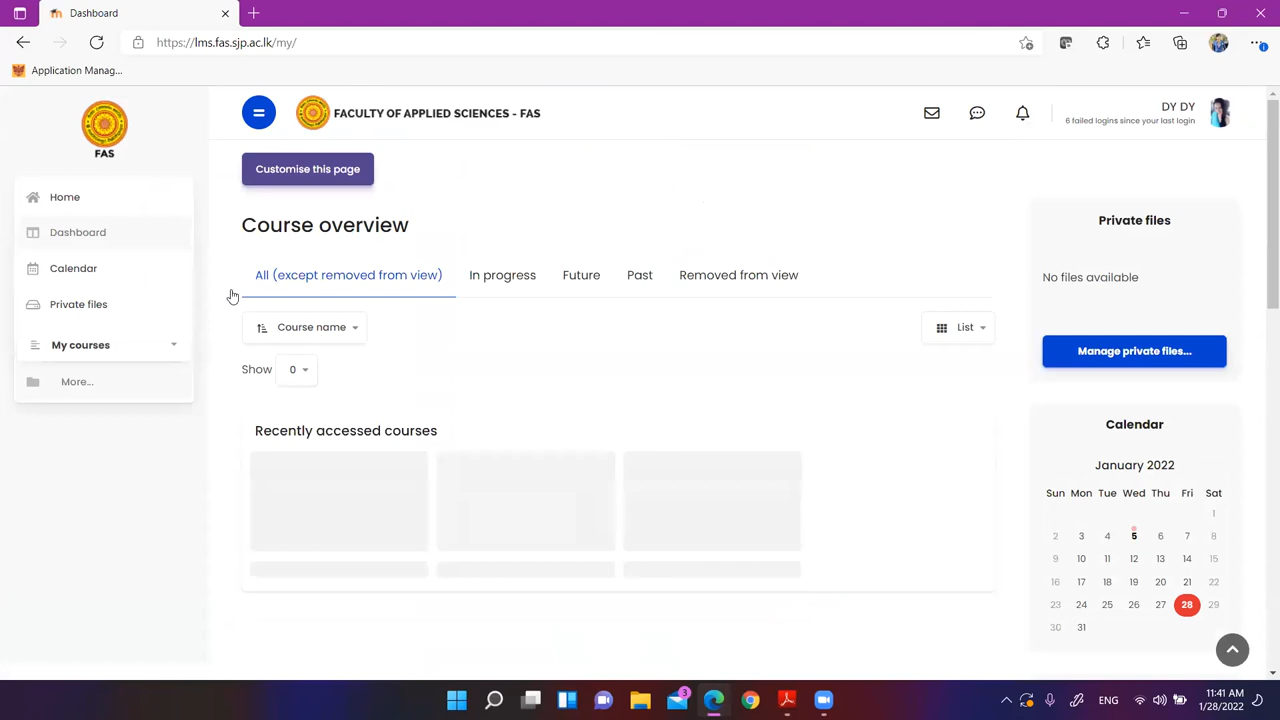 Dashboard
https://lms.fas.sjp.ac.lk/my/
Application Manag...
FAS
FACULTY OF APPLIED SCIENCES - FAS
DY DY
6 failed logins since your last login
Home
Dashboard
Calendar
Private files
My courses
More...
Customise this page
Course overview
All (except removed from view)
In progress
Future
Past
Removed from view
Course name
List
Show
0
Recently accessed courses
Private files
No files available
Manage private files...
Calendar
January 2022
Sun Mon Tue Wed Thu Fri Sat
1
2 3 4 5 6 7 8
9 10 11 12 13 14 15
16 17 18 19 20 21 22
23 24 25 26 27 28 29
30 31
3
ENG
11:41 AM
1/28/2022